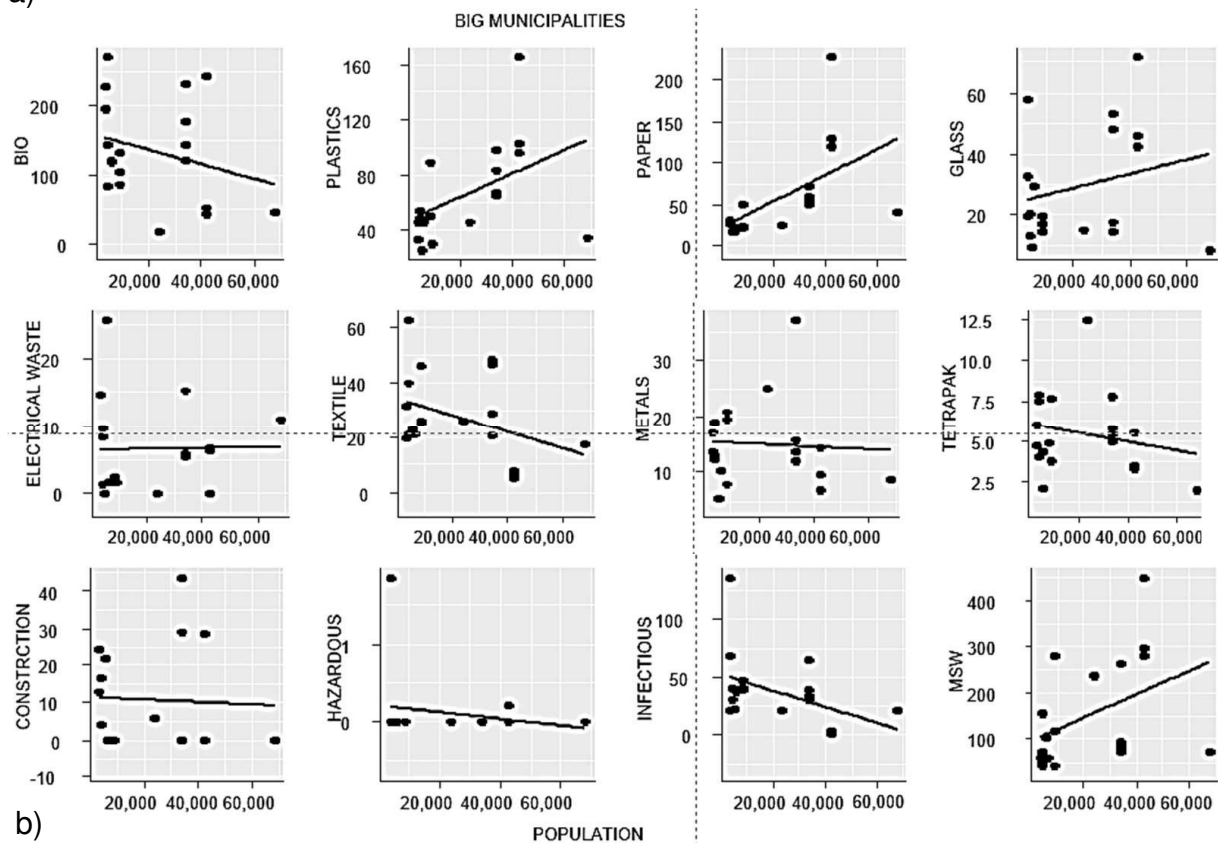 a)
BIG MUNICIPALITIES
BIO
200
100
0
20,000 40,000 60,000
PLASTICS
160
120
80
40
20,000 40,000 60,000
PAPER
200
150
100
50
0
20,000 40,000 60,000
GLASS
60
40
20
20,000 40,000 60,000
ELECTRICAL WASTE
20
10
0
20,000 40,000 60,000
TEXTILE
60
40
20
0
20,000 40,000 60,000
METALS
30
20
10
20,000 40,000 60,000
TETRAPAK
12.5
10.0
7.5
5.0
2.5
20,000 40,000 60,000
CONSTRCTION
40
30
20
10
0
-10
20,000 40,000 60,000
HAZARDOUS
1
0
20,000 40,000 60,000
INFECTIOUS
100
50
0
20,000 40,000 60,000
MSW
400
300
200
100
20,000 40,000 60,000
b)
POPULATION